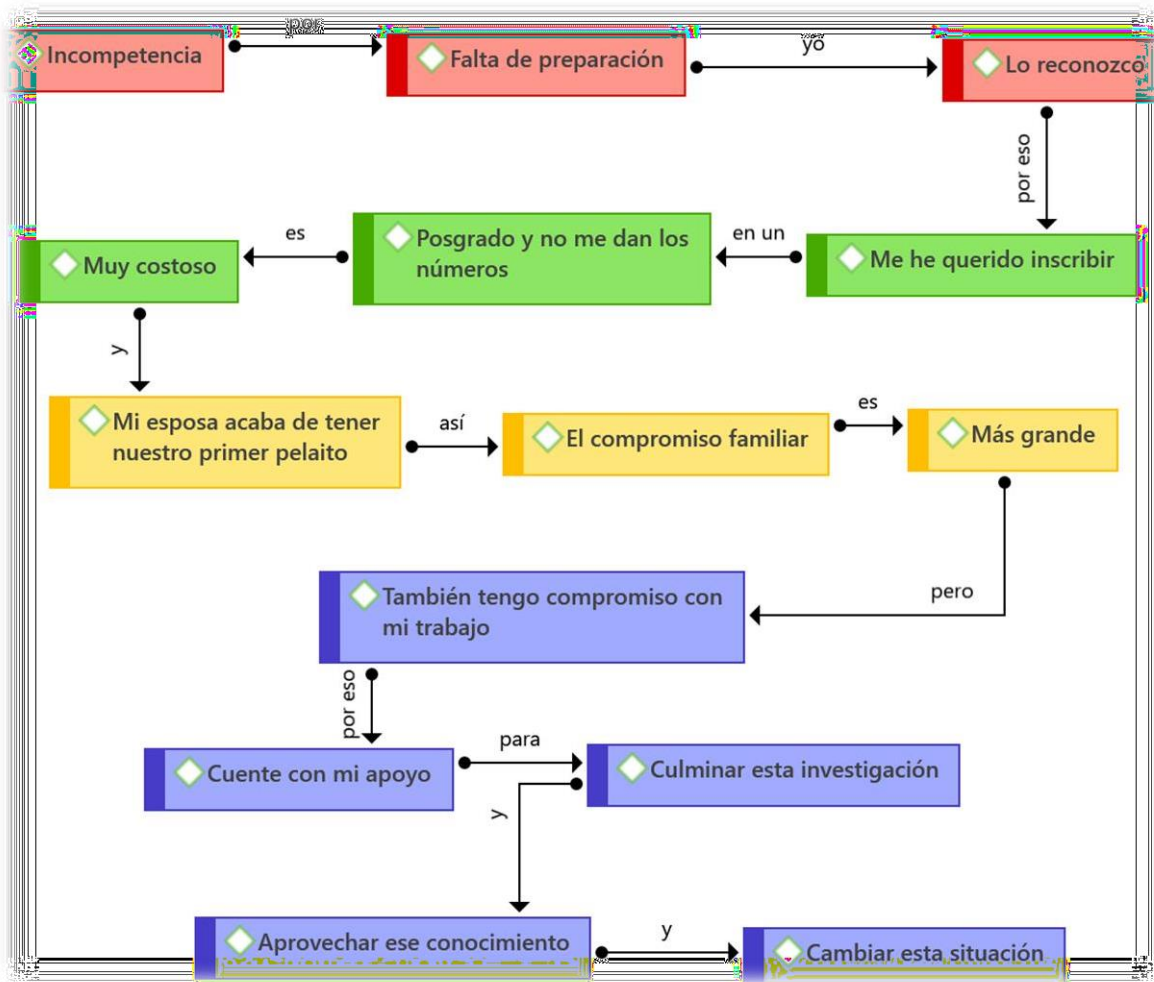 por
Incompetencia
Falta de preparación
yo
Lo reconozco
por eso
Me he querido inscribir
en un
Posgrado y no me dan los
números
es
Muy costoso
y
Mi esposa acaba de tener
nuestro primer pelaito
así
El compromiso familiar
es
Más grande
pero
También tengo compromiso con
mi trabajo
por eso
Cuente con mi apoyo
para
Culminar esta investigación
y
Aprovechar ese conocimiento
y
Cambiar esta situación